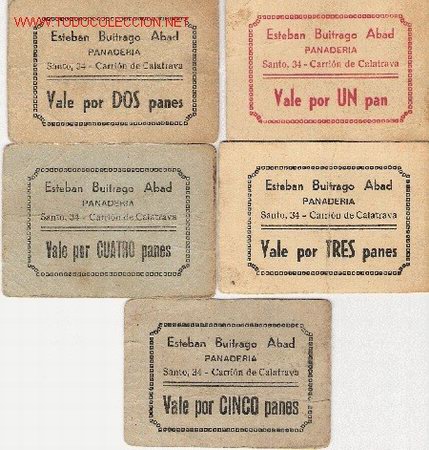 WWW.TODOCOLECCION.NET
Esteban Buitrago Abad
PANADERIA
Santo, 34 - Carrión de Calatrava
Vale por DOS panes
Esteban Buitrago Abad
PANADERIA
Santo, 34 - Carrión de Calatrava
Vale por UN pan
Esteban Buitrago Abad
PANADERIA
Santo, 34 - Carrión de Calatrava
Vale por CUATRO panes
Esteban Buitrago Abad
PANADERIA
Santo, 34 - Carrión de Calatrava
Vale por TRES panes
Esteban Buitrago Abad
PANADERIA
Santo, 34 - Carrión de Calatrava
Vale por CINCO panes